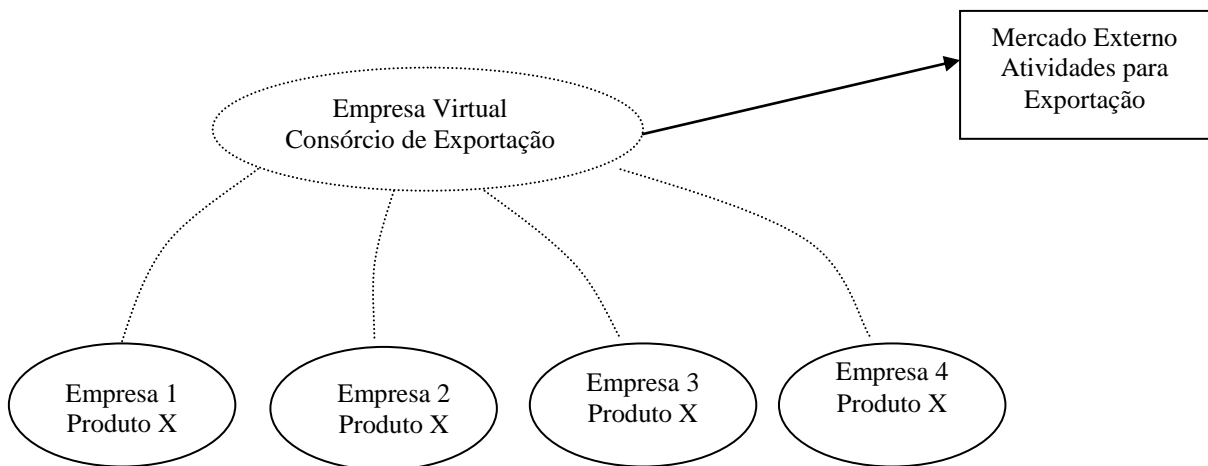 Mercado Externo
Atividades para
Exportação
Empresa Virtual
Consórcio de Exportação
Empresa 1
Produto X
Empresa 2
Produto X
Empresa 3
Produto X
Empresa 4
Produto X